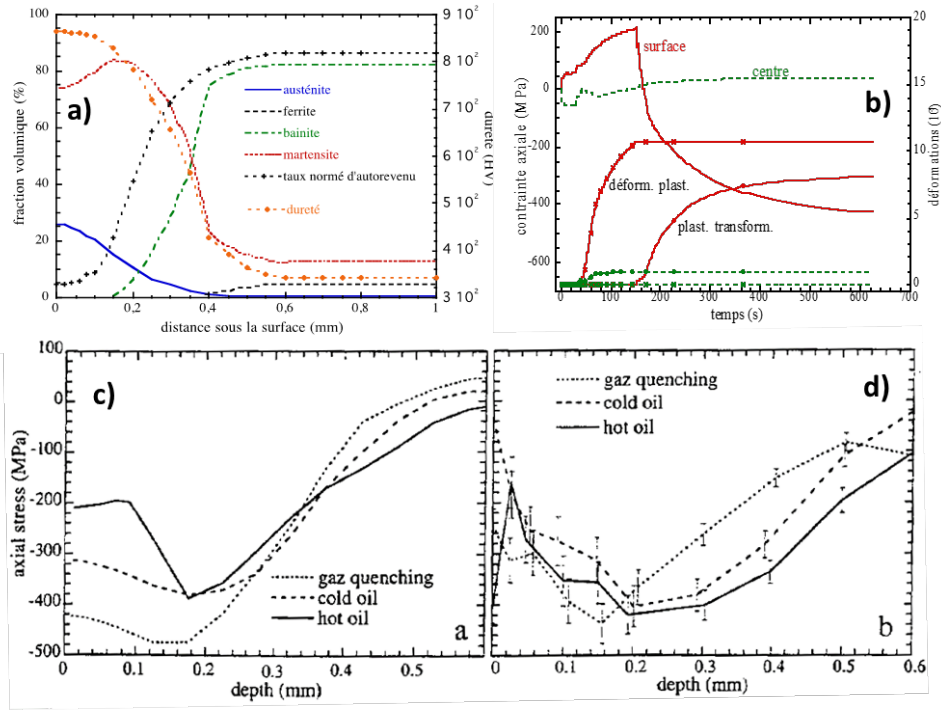 a)
fraction volumique (%)
100
80
60
40
20
0
0
0.2
0.4
0.6
0.8
1
distance sous la surface (mm)
9 10²
8 10²
7 10²
6 10²
5 10²
4 10²
3 10²
dureté (HV)
austénite
ferrite
bainite
martensite
taux normé d'autorevenu
dureté
b)
contrainte axiale (MPa)
200
0
-200
-400
-600
0
100
200
300
400
500
600
700
temps (s)
20
15
10
5
0
surface
centre
déform. plast.
plast. transform.
c)
axial stress (MPa)
100
0
-100
-200
-300
-400
-500
0
0.1
0.2
0.3
0.4
0.5
depth (mm)
gaz quenching
cold oil
hot oil
a
d)
gaz quenching
cold oil
hot oil
b
0
0.1
0.2
0.3
0.4
0.5
0.6
depth (mm)